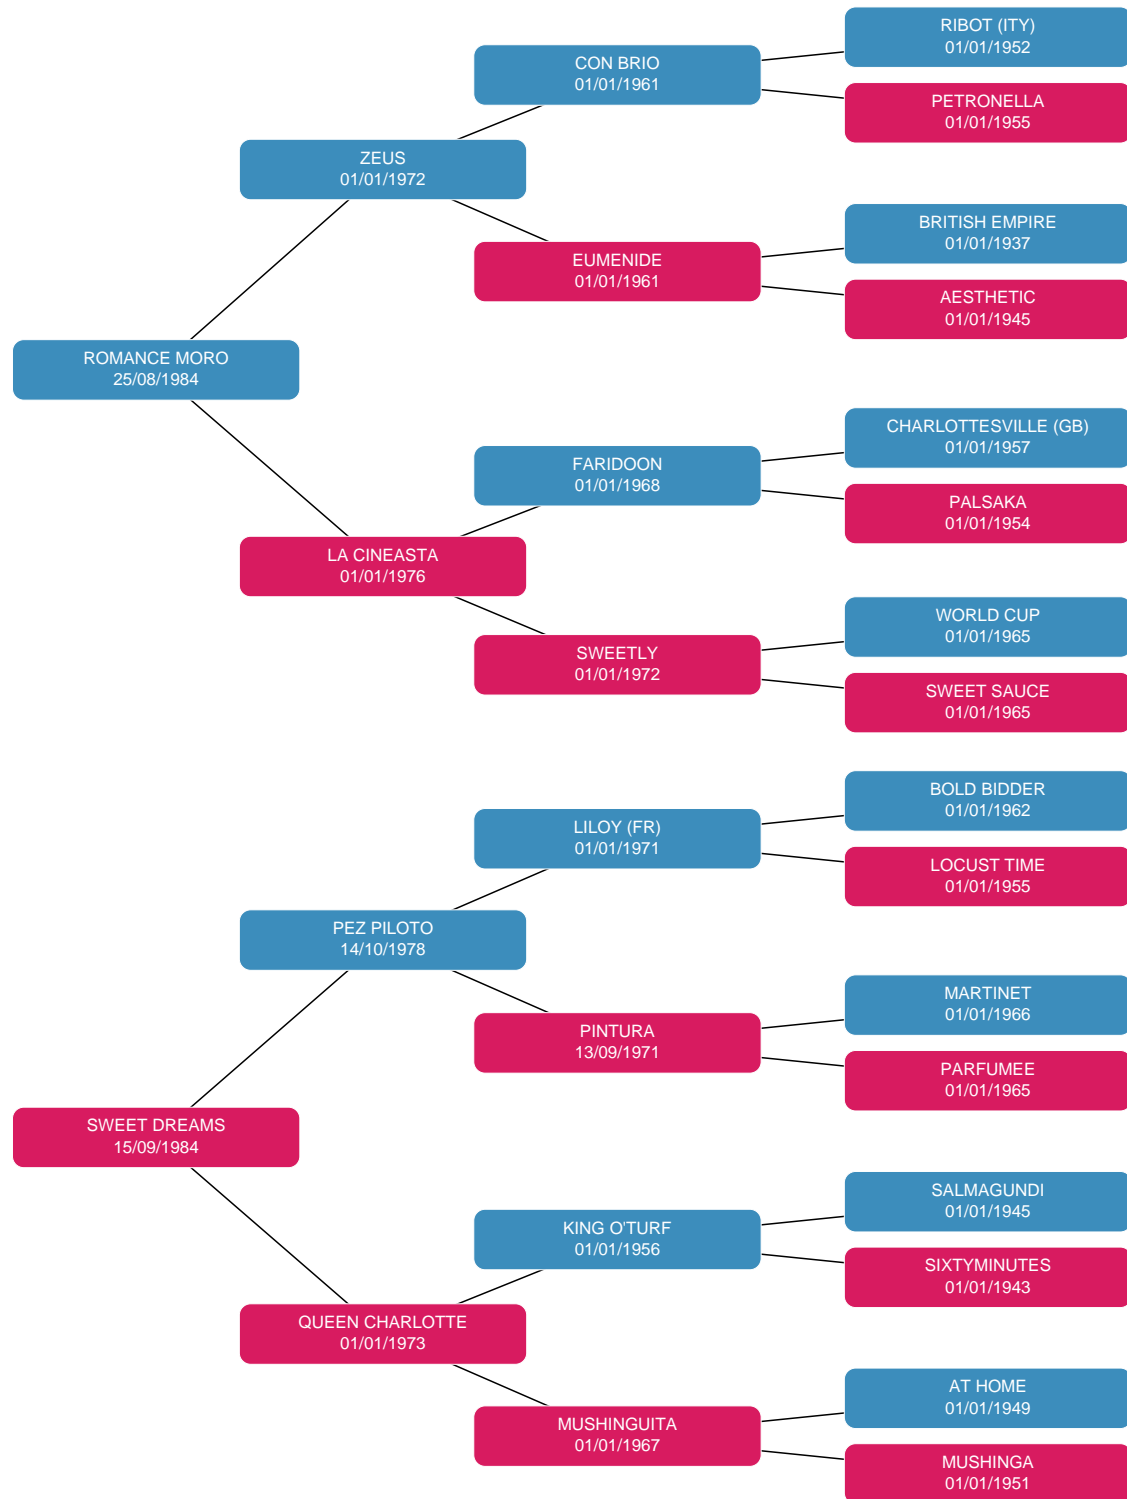 RIBOT (ITY)
01/01/1952
CON BRIO
01/01/1961
PETRONELLA
01/01/1955
ZEUS
01/01/1972
BRITISH EMPIRE
01/01/1937
EUMENIDE
01/01/1961
AESTHETIC
01/01/1945
ROMANCE MORO
25/08/1984
CHARLOTTESVILLE (GB)
01/01/1957
FARIDOON
01/01/1968
PALSAKA
01/01/1954
LA CINEASTA
01/01/1976
WORLD CUP
01/01/1965
SWEETLY
01/01/1972
SWEET SAUCE
01/01/1965
BOLD BIDDER
01/01/1962
LILOY (FR)
01/01/1971
LOCUST TIME
01/01/1955
PEZ PILOTO
14/10/1978
MARTINET
01/01/1966
PINTURA
13/09/1971
PARFUMEE
01/01/1965
SWEET DREAMS
15/09/1984
SALMAGUNDI
01/01/1945
KING O'TURF
01/01/1956
SIXTYMINUTES
01/01/1943
QUEEN CHARLOTTE
01/01/1973
AT HOME
01/01/1949
MUSHINGUITA
01/01/1967
MUSHINGA
01/01/1951